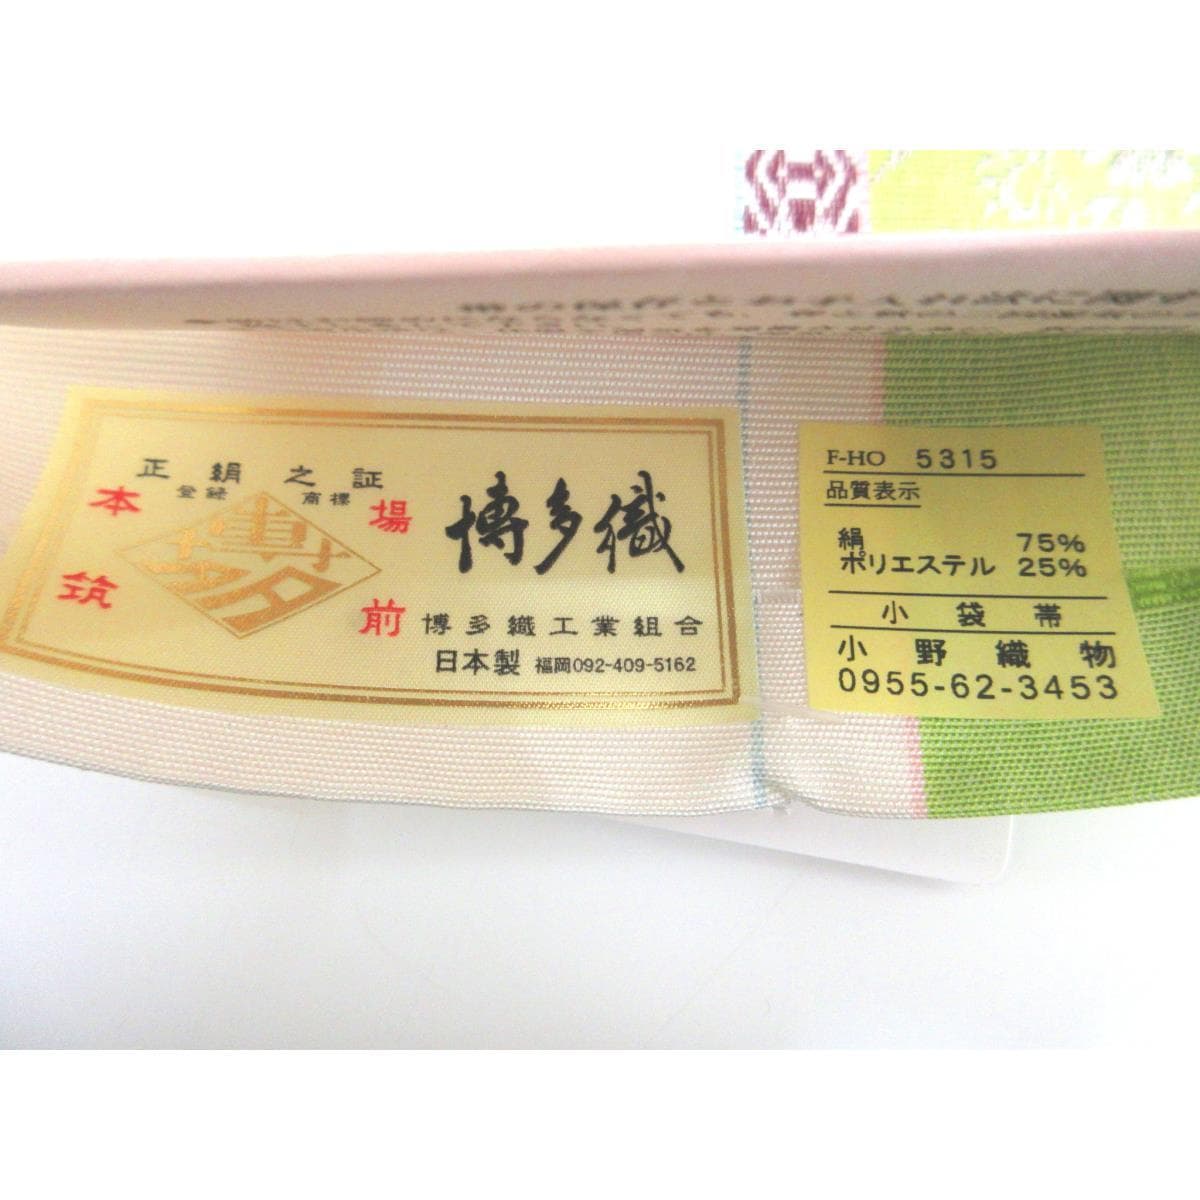 正絹之証
登録 商標
本場
筑前
博多
博多織
博多織工業組合
日本製 福岡092-409-5162
F-HO 5315
品質表示
絹 75%
ポリエステル 25%
小袋帯
小野織物
0955-62-3453